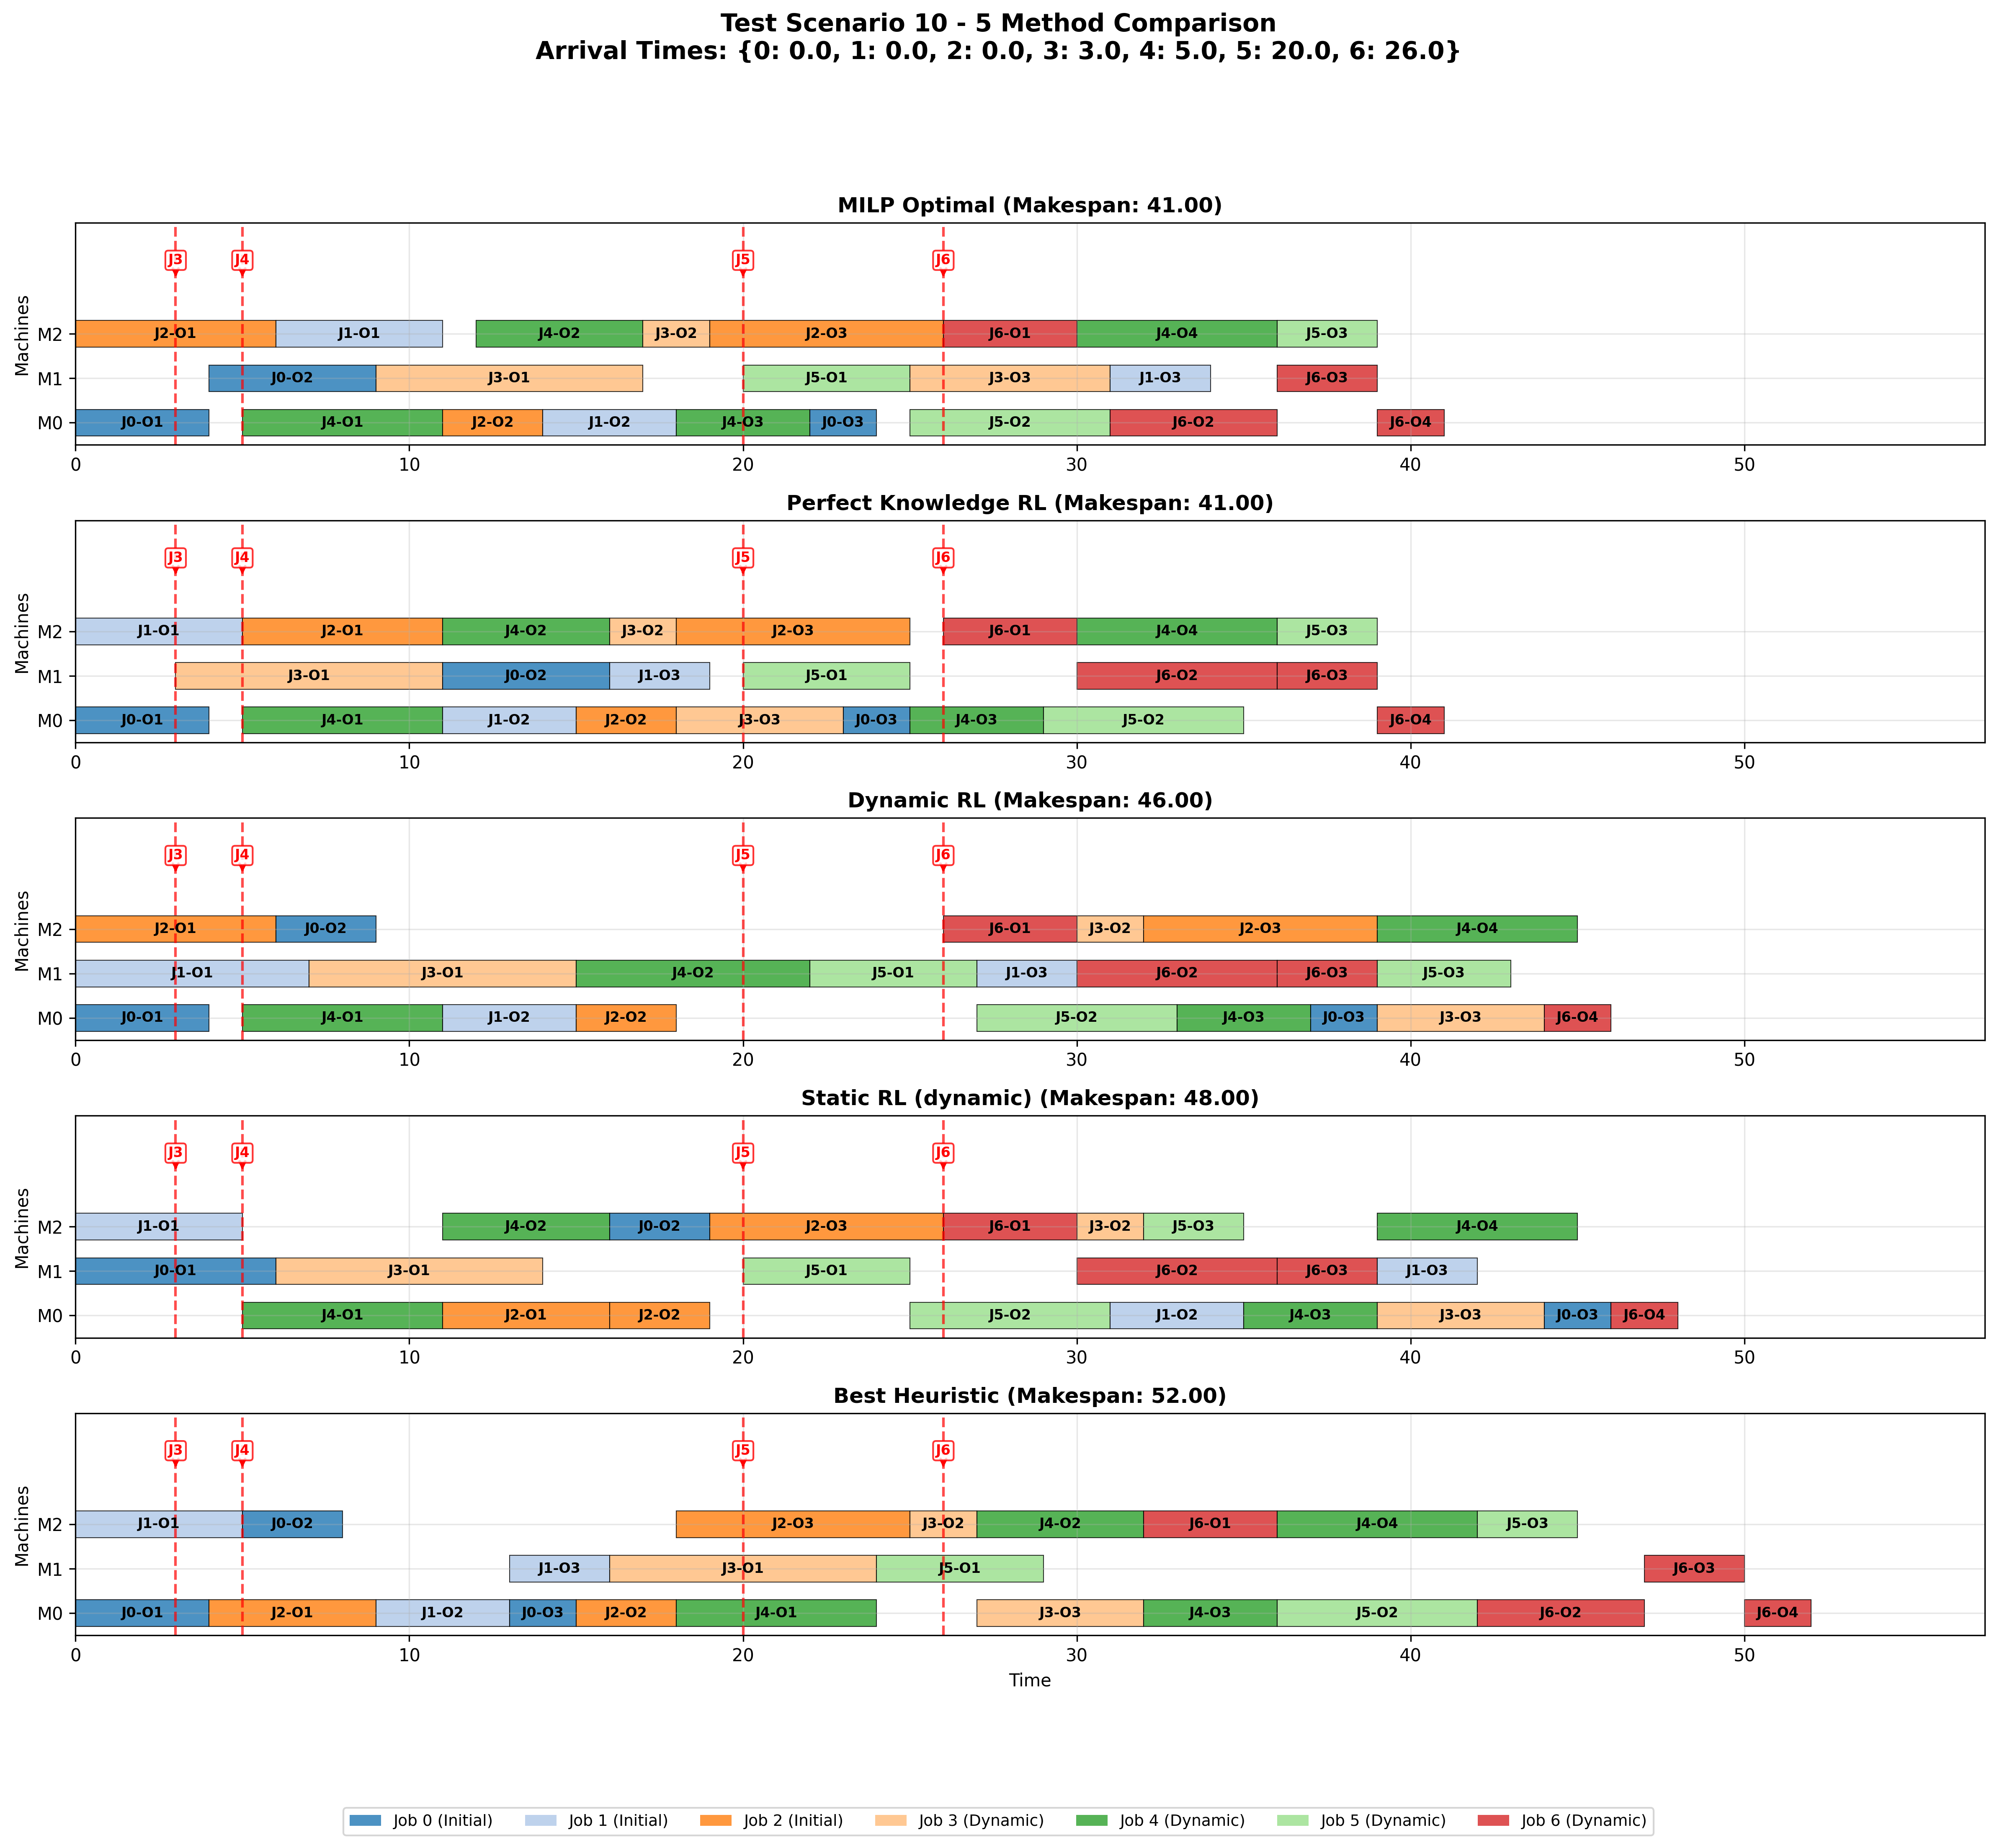 Test Scenario 10 - 5 Method Comparison
Arrival Times: {0: 0.0, 1: 0.0, 2: 0.0, 3: 3.0, 4: 5.0, 5: 20.0, 6: 26.0}
MILP Optimal (Makespan: 41.00)
J3 J4 J5 J6
Machines
M2 J2-O1 J1-O1 J4-O2 J3-O2 J2-O3 J6-O1 J4-O4 J5-O3
M1 J0-O2 J3-O1 J5-O1 J3-O3 J1-O3 J6-O3
M0 J0-O1 J4-O1 J2-O2 J1-O2 J4-O3 J0-O3 J5-O2 J6-O2 J6-O4
0 10 20 30 40 50
Perfect Knowledge RL (Makespan: 41.00)
J3 J4 J5 J6
Machines
M2 J1-O1 J2-O1 J4-O2 J3-O2 J2-O3 J6-O1 J4-O4 J5-O3
M1 J3-O1 J0-O2 J1-O3 J5-O1 J6-O2 J6-O3
M0 J0-O1 J4-O1 J1-O2 J2-O2 J3-O3 J0-O3 J4-O3 J5-O2 J6-O4
0 10 20 30 40 50
Dynamic RL (Makespan: 46.00)
J3 J4 J5 J6
Machines
M2 J2-O1 J0-O2 J6-O1 J3-O2 J2-O3 J4-O4
M1 J1-O1 J3-O1 J4-O2 J5-O1 J1-O3 J6-O2 J6-O3 J5-O3
M0 J0-O1 J4-O1 J1-O2 J2-O2 J5-O2 J4-O3 J0-O3 J3-O3 J6-O4
0 10 20 30 40 50
Static RL (dynamic) (Makespan: 48.00)
J3 J4 J5 J6
Machines
M2 J1-O1 J4-O2 J0-O2 J2-O3 J6-O1 J3-O2 J5-O3 J4-O4
M1 J0-O1 J3-O1 J5-O1 J6-O2 J6-O3 J1-O3
M0 J4-O1 J2-O1 J2-O2 J5-O2 J1-O2 J4-O3 J3-O3 J0-O3 J6-O4
0 10 20 30 40 50
Best Heuristic (Makespan: 52.00)
J3 J4 J5 J6
Machines
M2 J1-O1 J0-O2 J2-O3 J3-O2 J4-O2 J6-O1 J4-O4 J5-O3
M1 J1-O3 J3-O1 J5-O1 J6-O3
M0 J0-O1 J2-O1 J1-O2 J0-O3 J2-O2 J4-O1 J3-O3 J4-O3 J5-O2 J6-O2 J6-O4
0 10 20 30 40 50
Time
Job 0 (Initial) Job 1 (Initial) Job 2 (Initial) Job 3 (Dynamic) Job 4 (Dynamic) Job 5 (Dynamic) Job 6 (Dynamic)